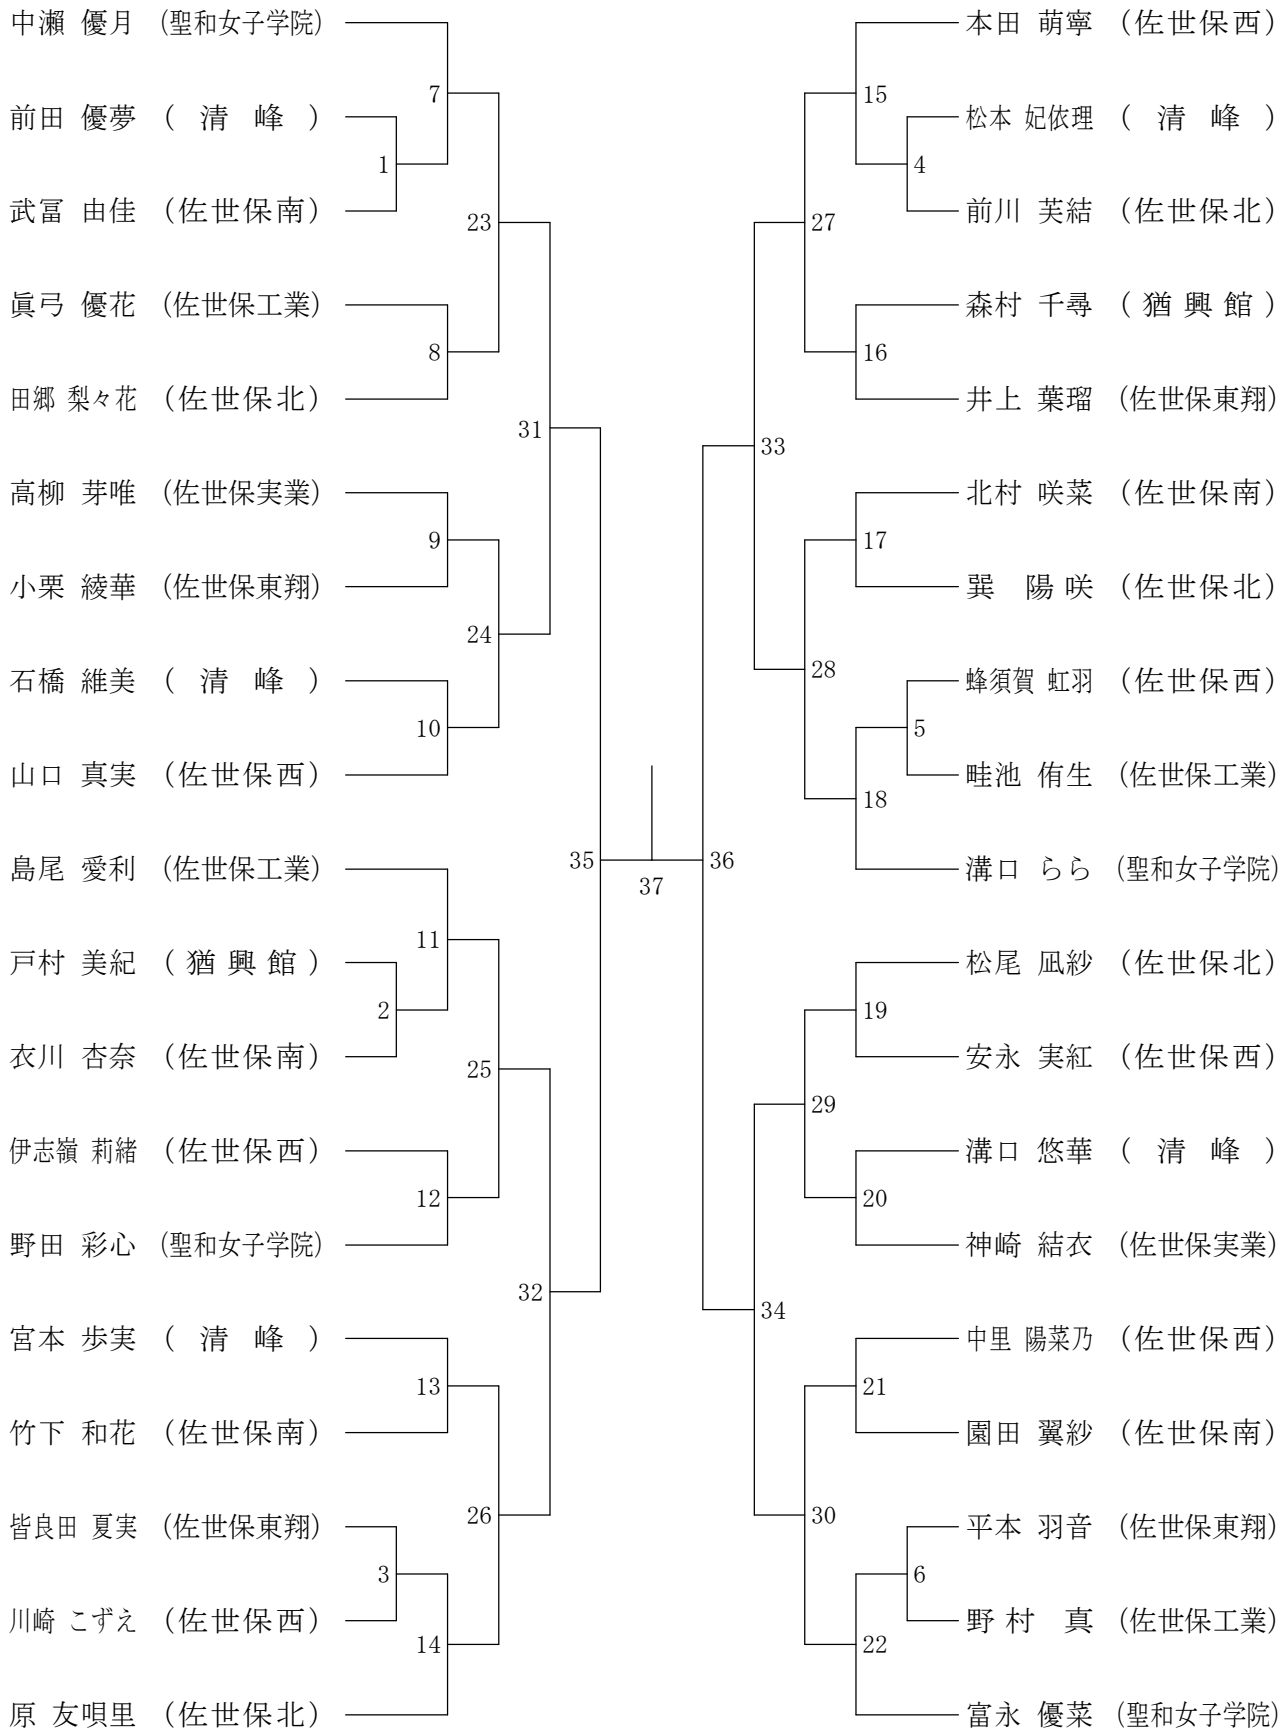 中瀨 優月 (聖和女子学院)
前田 優夢 ( 清 峰 )
武冨 由佳 (佐世保南)
眞弓 優花 (佐世保工業)
田郷 梨々花 (佐世保北)
高柳 芽唯 (佐世保実業)
小栗 綾華 (佐世保東翔)
石橋 維美 ( 清 峰 )
山口 真実 (佐世保西)
島尾 愛利 (佐世保工業)
戸村 美紀 ( 猶 興 館 )
衣川 杏奈 (佐世保南)
伊志嶺 莉緒 (佐世保西)
野田 彩心 (聖和女子学院)
宮本 歩実 ( 清 峰 )
竹下 和花 (佐世保南)
皆良田 夏実 (佐世保東翔)
川崎 こずえ (佐世保西)
原 友唄里 (佐世保北)
7
1
23
8
31
9
24
10
35
11
2
25
12
32
13
26
3
14
37
36
15
4
27
16
33
17
28
5
18
19
29
20
34
21
30
6
22
本田 萌寧 (佐世保西)
松本 妃依理 ( 清 峰 )
前川 芙結 (佐世保北)
森村 千尋 ( 猶 興 館 )
井上 葉瑠 (佐世保東翔)
北村 咲菜 (佐世保南)
巽 陽咲 (佐世保北)
蜂須賀 虹羽 (佐世保西)
畦池 侑生 (佐世保工業)
溝口 らら (聖和女子学院)
松尾 凪紗 (佐世保北)
安永 実紅 (佐世保西)
溝口 悠華 ( 清 峰 )
神崎 結衣 (佐世保実業)
中里 陽菜乃 (佐世保西)
園田 翼紗 (佐世保南)
平本 羽音 (佐世保東翔)
野村 真 (佐世保工業)
富永 優菜 (聖和女子学院)